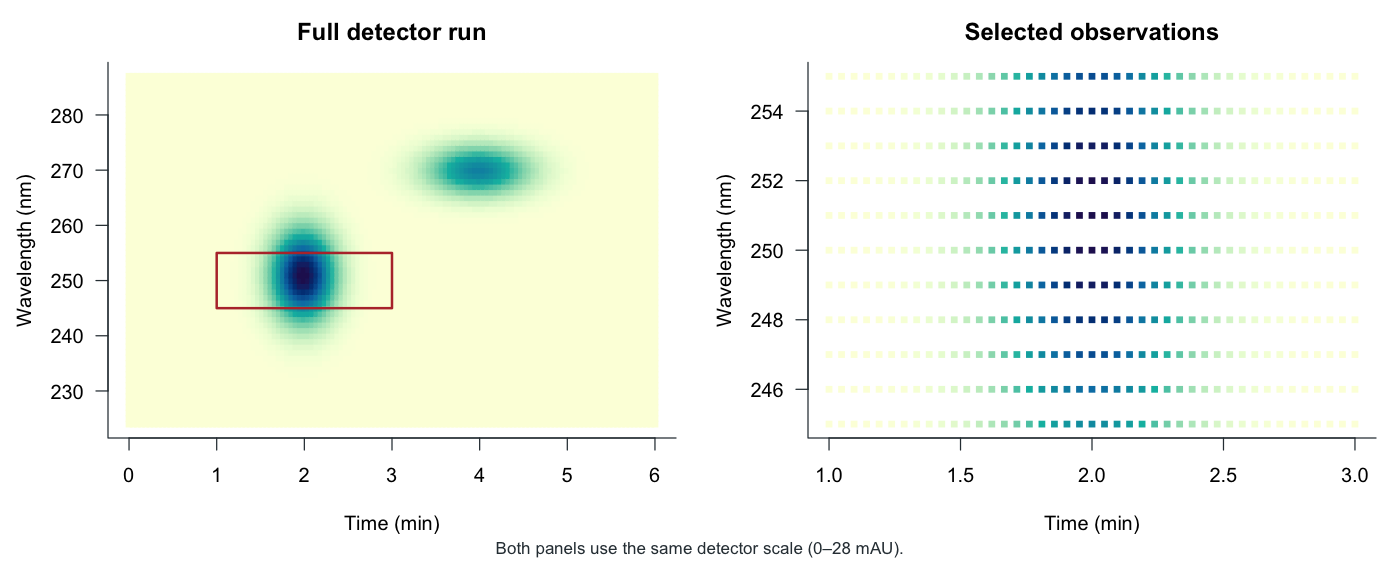 Full detector run
Wavelength (nm)
280
270
260
250
240
230
0 1 2 3 4 5 6
Time (min)
Selected observations
Wavelength (nm)
254
252
250
248
246
1.0 1.5 2.0 2.5 3.0
Time (min)
Both panels use the same detector scale (0–28 mAU).